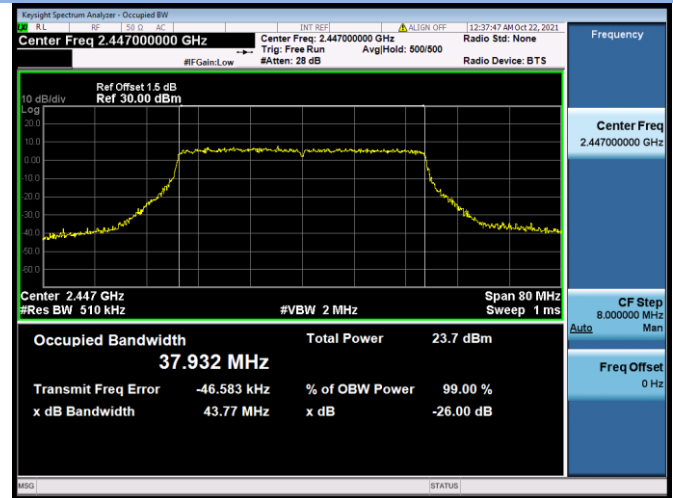 Keysight Spectrum Analyzer - Occupied BW
RL RF 50 Ω AC INT REF ALIGN OFF 12:37:47 AM Oct 22, 2021
Center Freq 2.447000000 GHz Center Freq: 2.447000000 GHz Radio Std: None
Trig: Free Run Avg|Hold: 500/500
#IFGain:Low #Atten: 28 dB Radio Device: BTS
Ref Offset 1.5 dB
10 dB/div Ref 30.00 dBm
Log
20.0
10.0
0.00
-10.0
-20.0
-30.0
-40.0
-50.0
-60.0
Center 2.447 GHz Span 80 MHz
#Res BW 510 kHz #VBW 2 MHz Sweep 1 ms
Occupied Bandwidth Total Power 23.7 dBm
37.932 MHz
Transmit Freq Error -46.583 kHz % of OBW Power 99.00 %
x dB Bandwidth 43.77 MHz x dB -26.00 dB
MSG STATUS
Frequency
Center Freq
2.447000000 GHz
CF Step
8.000000 MHz
Auto Man
Freq Offset
0 Hz